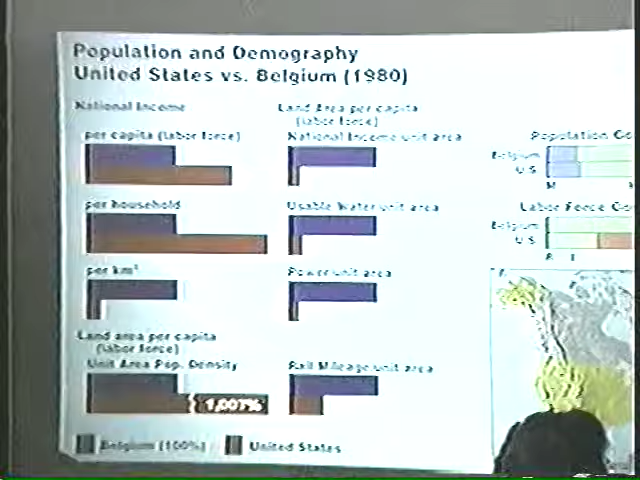 Population and Demography
United States vs. Belgium (1980)
National Income
per capita (labor force)
per household
per km²
Land area per capita
(labor force)
Unit Area Pop. Density
1,007%
Land Area per capita
(labor force)
National Income unit area
Usable Water unit area
Power unit area
Rail Mileage unit area
Population
Belgium
U.S.
M
Labor Force
Belgium
U.S.
Belgium (100%)
United States